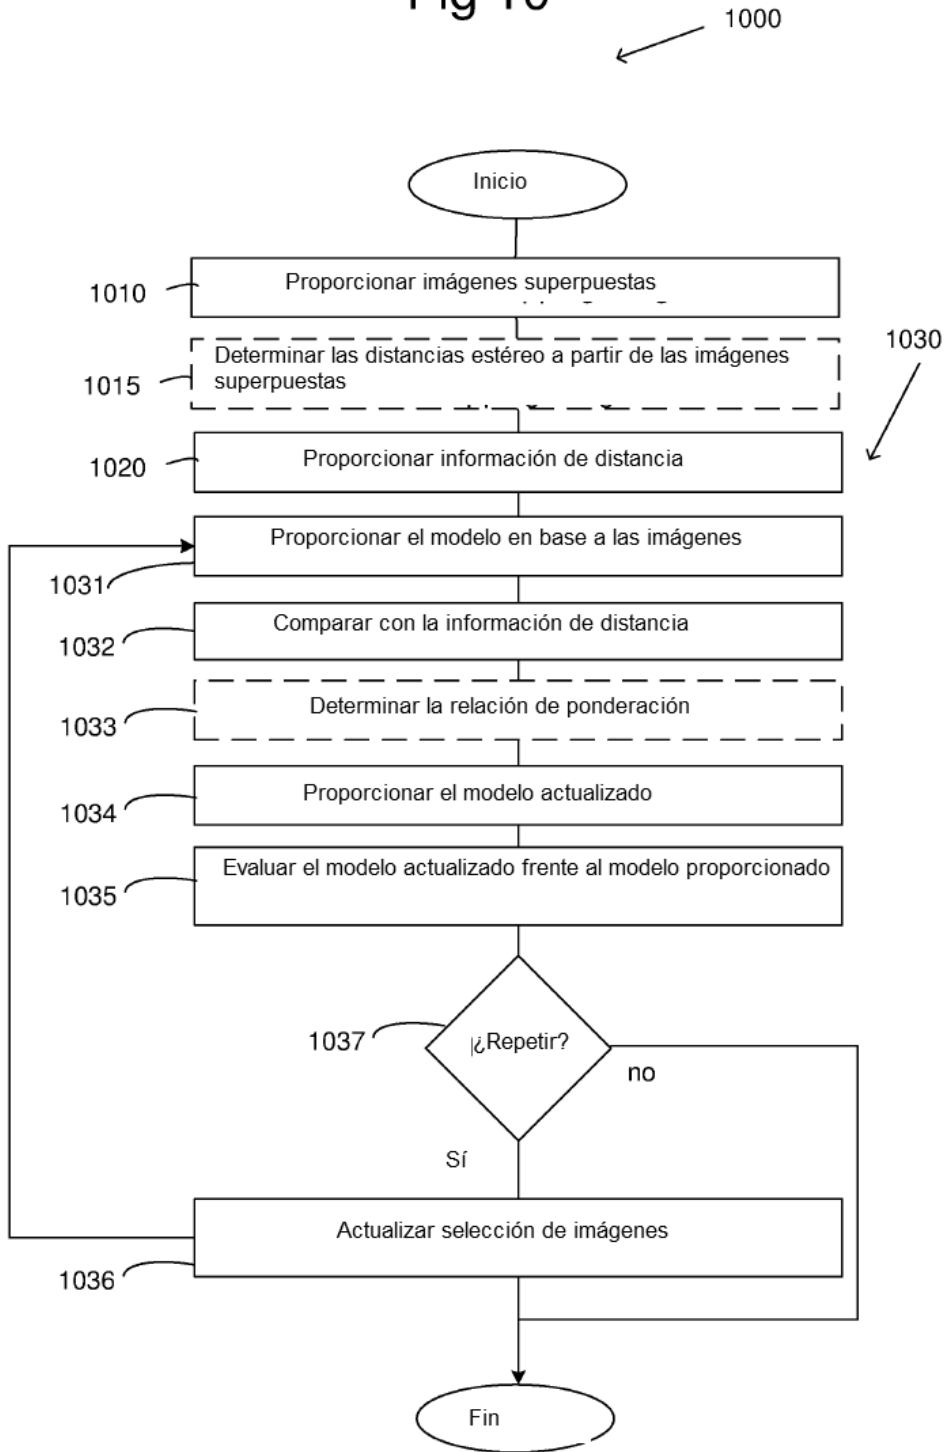 Fig 10
1000
Inicio
1010
Proporcionar imágenes superpuestas
1030
1015
Determinar las distancias estéreo a partir de las imágenes
superpuestas
1020
Proporcionar información de distancia
Proporcionar el modelo en base a las imágenes
1031
Comparar con la información de distancia
1032
Determinar la relación de ponderación
1033
Proporcionar el modelo actualizado
1034
Evaluar el modelo actualizado frente al modelo proporcionado
1035
1037
¿Repetir?
no
Sí
Actualizar selección de imágenes
1036
Fin